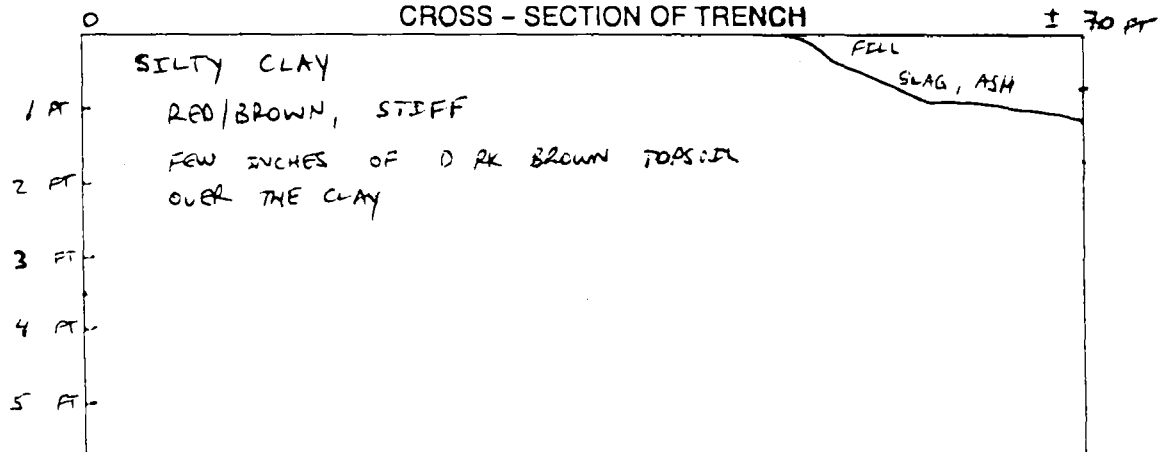 0 CROSS - SECTION OF TRENCH ± 70 FT
FILL
SILTY CLAY
SLAG, ASH
1 FT RED/BROWN, STIFF
FEW INCHES OF DRK BROWN TOPSOIL
2 FT
OVER THE CLAY
3 FT
4 FT
5 FT